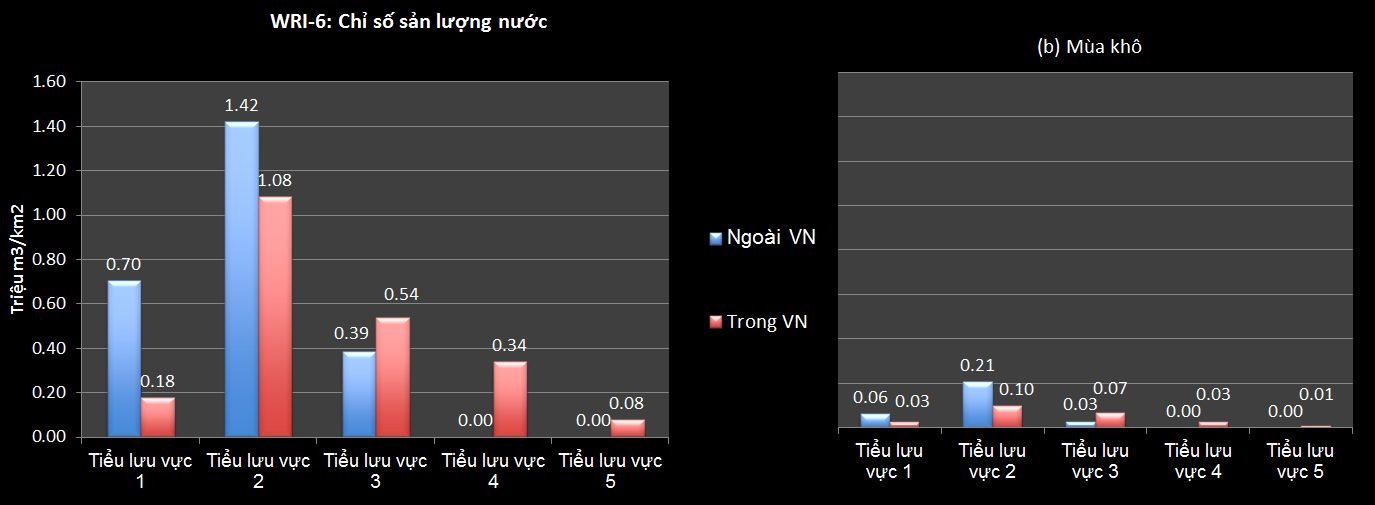 WRI-6: Chỉ số sản lượng nước
Triệu m3/km2
1.60
1.40
1.20
1.00
0.80
0.60
0.40
0.20
0.00
0.70
0.18
1.42
1.08
0.39
0.54
0.00
0.34
0.00
0.08
Tiểu lưu vực
1
Tiểu lưu vực
2
Tiểu lưu vực
3
Tiểu lưu vực
4
Tiểu lưu vực
5
Ngoài VN
Trong VN
(b) Mùa khô
0.06
0.03
0.21
0.10
0.03
0.07
0.00
0.03
0.00
0.01
Tiểu lưu
vực 1
Tiểu lưu
vực 2
Tiểu lưu
vực 3
Tiểu lưu
vực 4
Tiểu lưu
vực 5